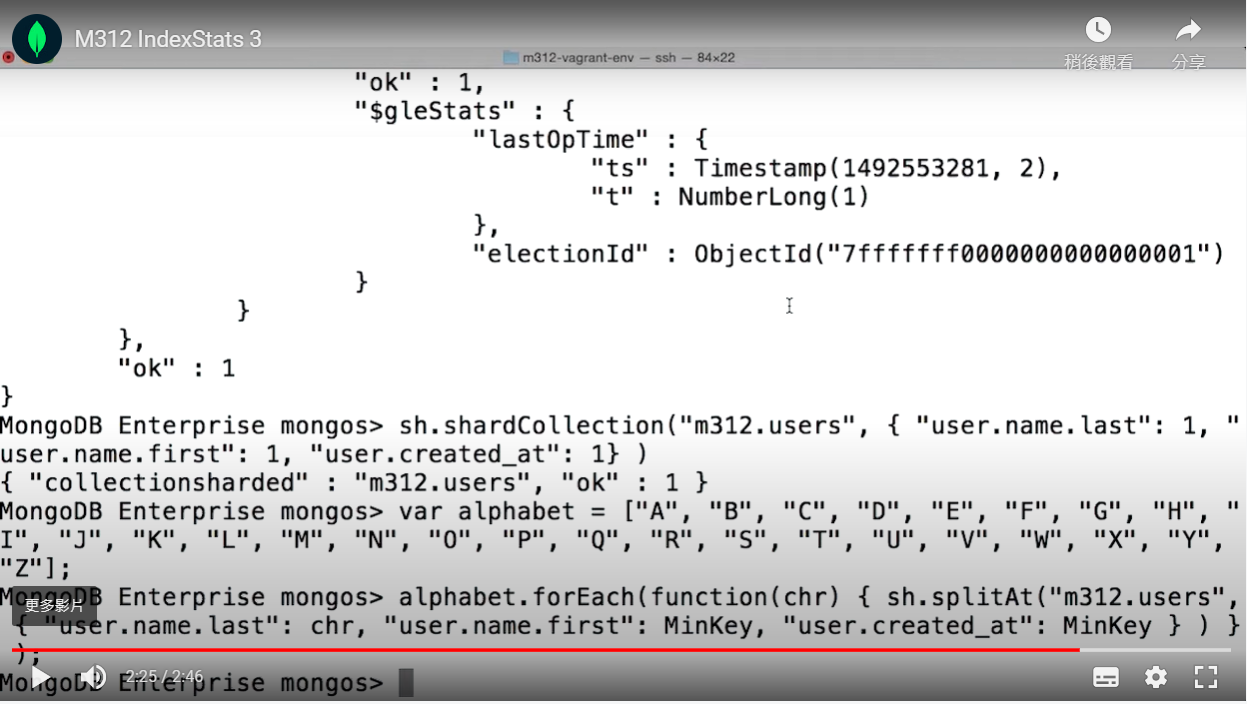 M312 IndexStats 3
稍後觀看
分享
m312-vagrant-env — ssh — 84×22
"ok" : 1,
"$gleStats" : {
"lastOpTime" : {
"ts" : Timestamp(1492553281, 2),
"t" : NumberLong(1)
},
"electionId" : ObjectId("7fffffff0000000000000001")
}
}
},
"ok" : 1
}
MongoDB Enterprise mongos> sh.shardCollection("m312.users", { "user.name.last": 1, "
user.name.first": 1, "user.created_at": 1} )
{ "collectionsharded" : "m312.users", "ok" : 1 }
MongoDB Enterprise mongos> var alphabet = ["A", "B", "C", "D", "E", "F", "G", "H", "
I", "J", "K", "L", "M", "N", "O", "P", "Q", "R", "S", "T", "U", "V", "W", "X", "Y",
"Z"];
MongoDB Enterprise mongos> alphabet.forEach(function(chr) { sh.splitAt("m312.users",
更多影片
{ "user.name.last": chr, "user.name.first": MinKey, "user.created_at": MinKey } ) }
);
2:25 / 2:46
MongoDB Enterprise mongos>